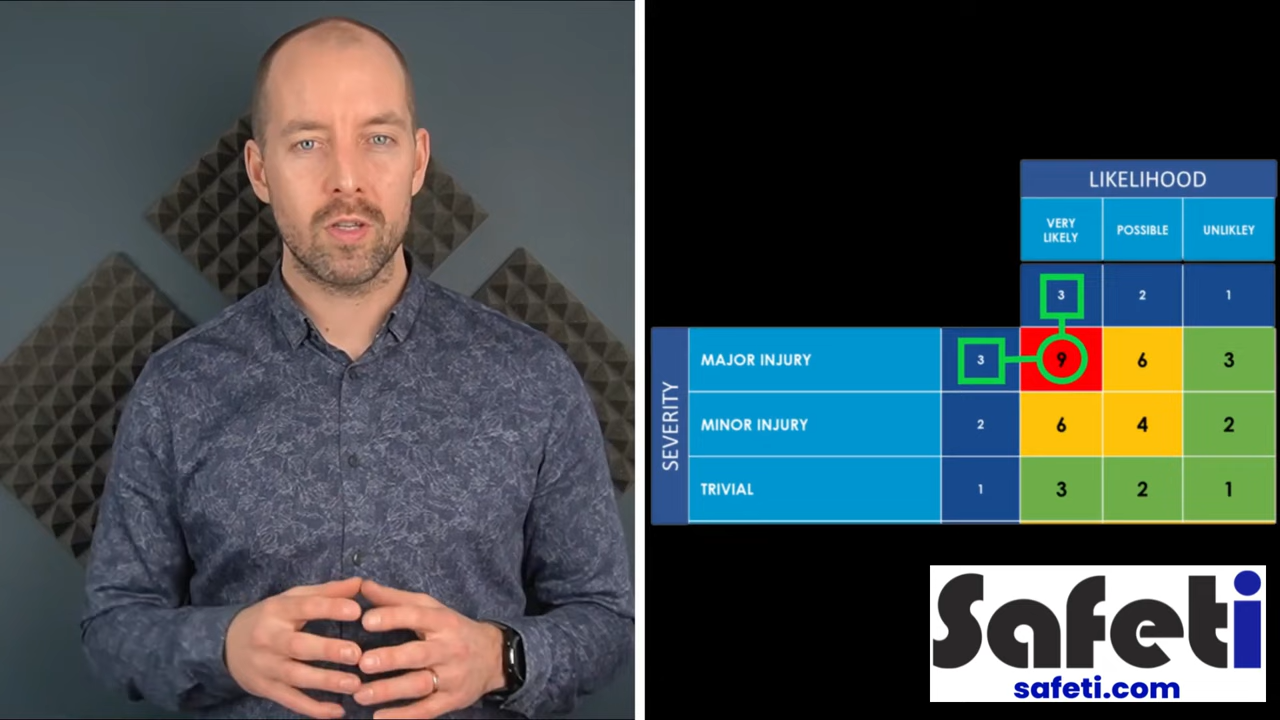 LIKELIHOOD
VERY LIKELY POSSIBLE UNLIKLEY
3 2 1
SEVERITY
MAJOR INJURY 3 9 6 3
MINOR INJURY 2 6 4 2
TRIVIAL 1 3 2 1
Safeti
safeti.com